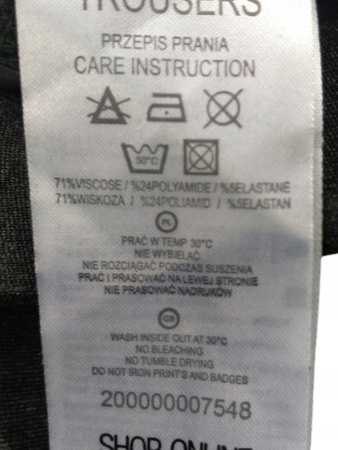 TROUSERS
PRZEPIS PRANIA
CARE INSTRUCTION
30°C
71%VISCOSE / %24POLYAMIDE / %5ELASTANE
71%WISKOZA / %24POLIAMID / %5ELASTAN
PL
PRAĆ W TEMP 30°C
NIE WYBIELAĆ
NIE ROZCIĄGAĆ PODCZAS SUSZENIA
PRAĆ I PRASOWAĆ NA LEWEJ STRONIE
NIE PRASOWAĆ NADRUKÓW
GB
WASH INSIDE OUT AT 30°C
NO BLEACHING
NO TUMBLE DRYING
DO NOT IRON PRINTS AND BADGES
200000007548
SHOP ONLINE